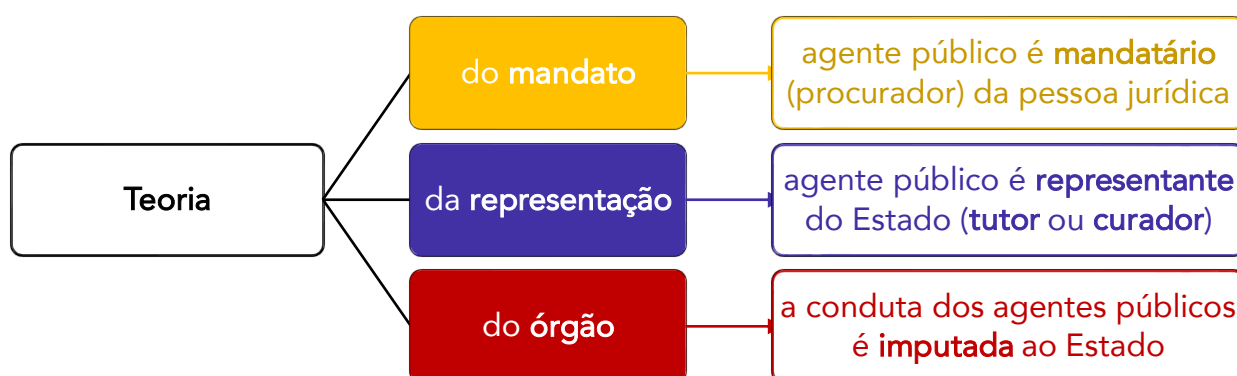 Teoria
do mandato
agente público é mandatário
(procurador) da pessoa jurídica
da representação
agente público é representante
do Estado (tutor ou curador)
do órgão
a conduta dos agentes públicos
é imputada ao Estado